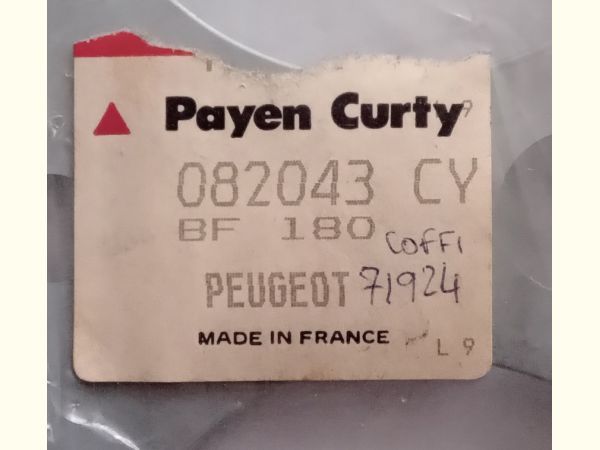 Payen Curty
082043 CY
BF 180
COFFI
PEUGEOT 71924
MADE IN FRANCE
L 9